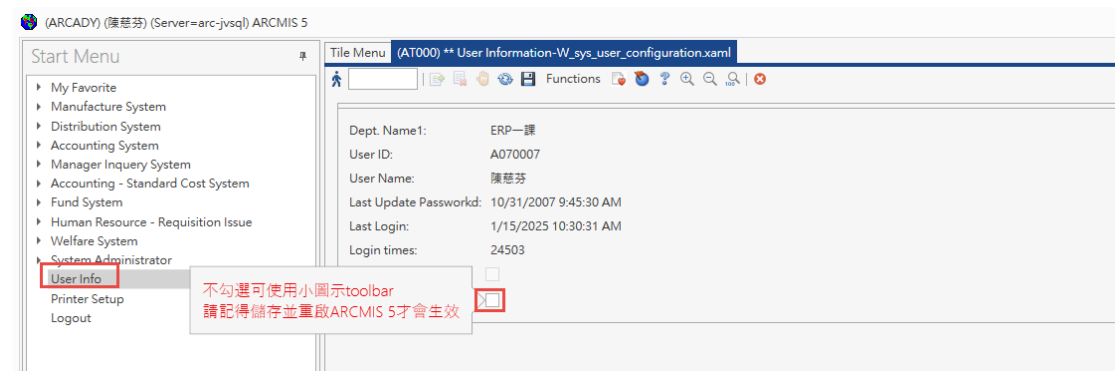 (ARCADY) (陳慈芬) (Server=arc-jvsql) ARCMIS 5
Start Menu
My Favorite
Manufacture System
Distribution System
Accounting System
Manager Inquery System
Accounting - Standard Cost System
Fund System
Human Resource - Requisition Issue
Welfare System
System Administrator
User Info
Printer Setup
Logout
Tile Menu (AT000) ** User Information-W_sys_user_configuration.xaml
Functions
Dept. Name1: ERP一課
User ID: A070007
User Name: 陳慈芬
Last Update Passworkd: 10/31/2007 9:45:30 AM
Last Login: 1/15/2025 10:30:31 AM
Login times: 24503
不勾選可使用小圖示toolbar
請記得儲存並重啟ARCMIS 5才會生效